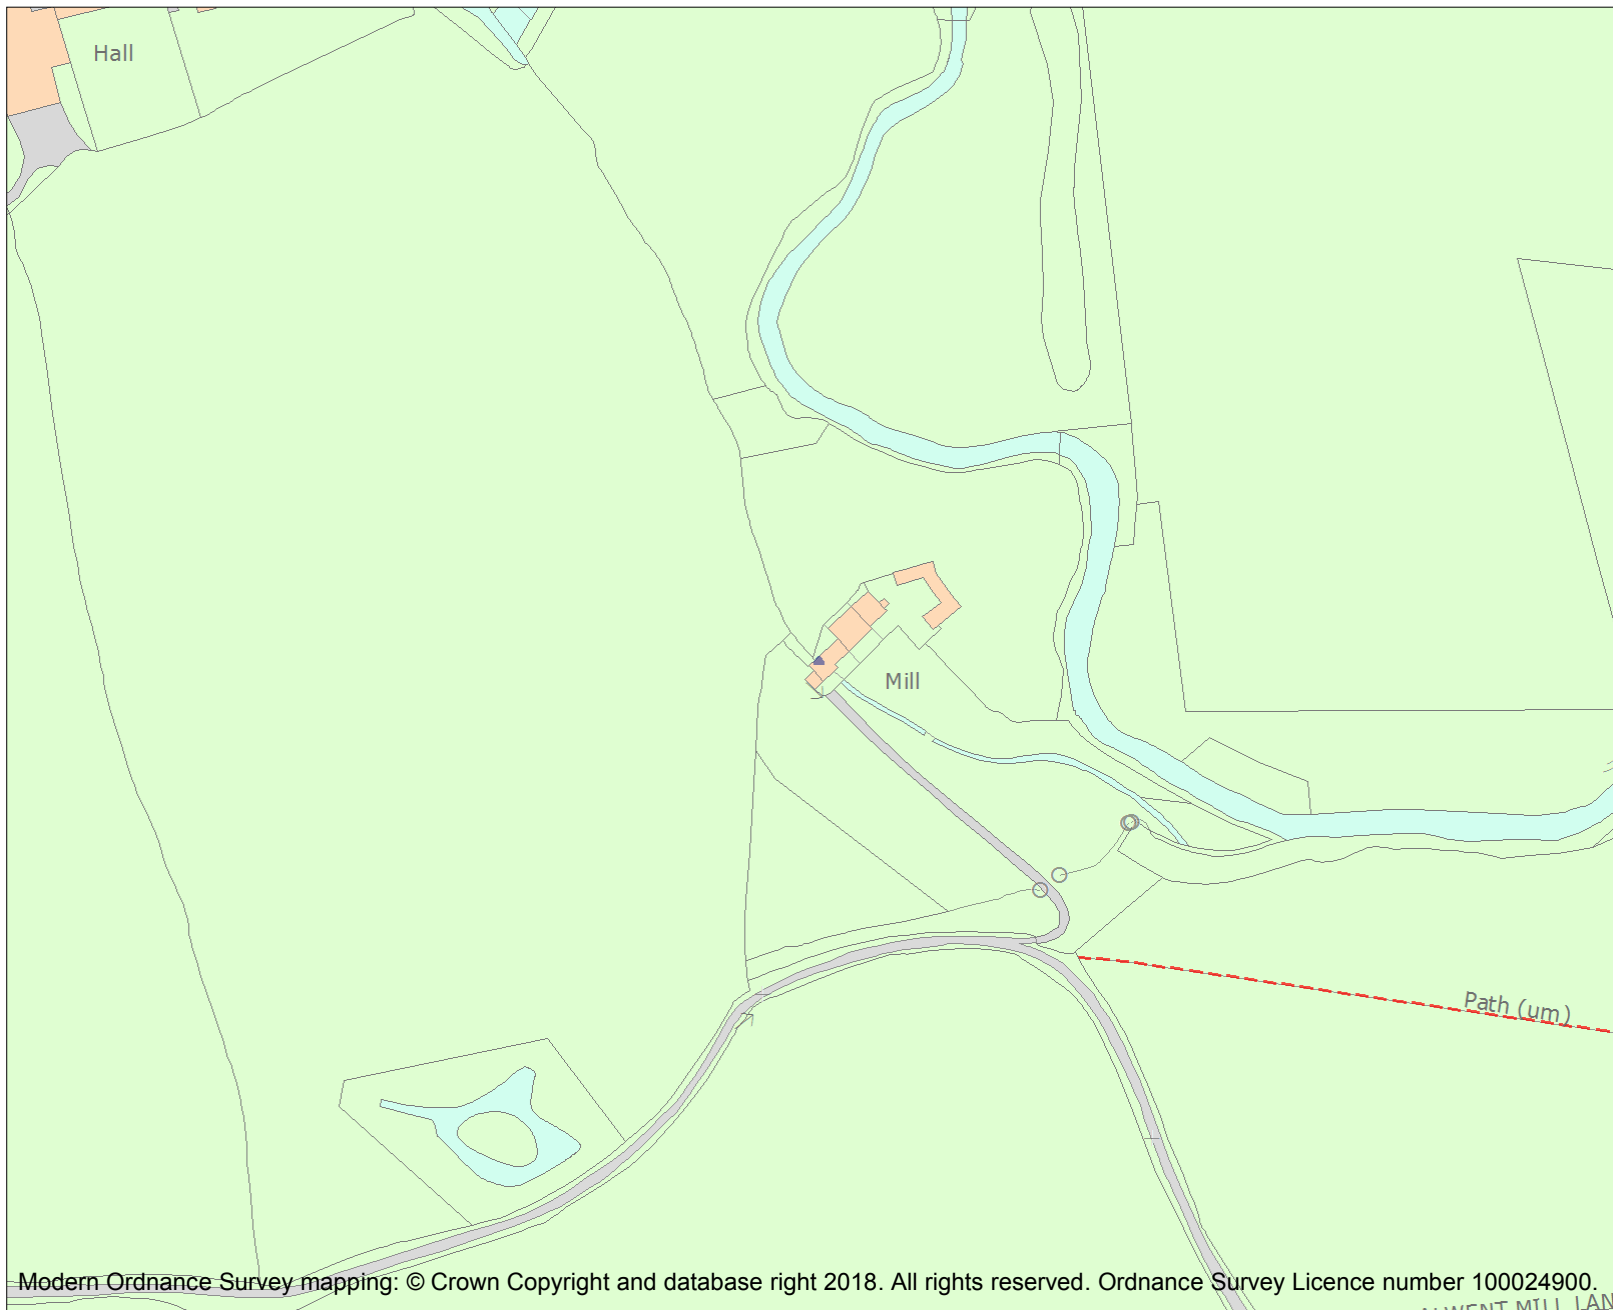 Hall
Mill
Path (um)
Modern Ordnance Survey mapping: © Crown Copyright and database right 2018. All rights reserved. Ordnance Survey Licence number 100024900.
MILL